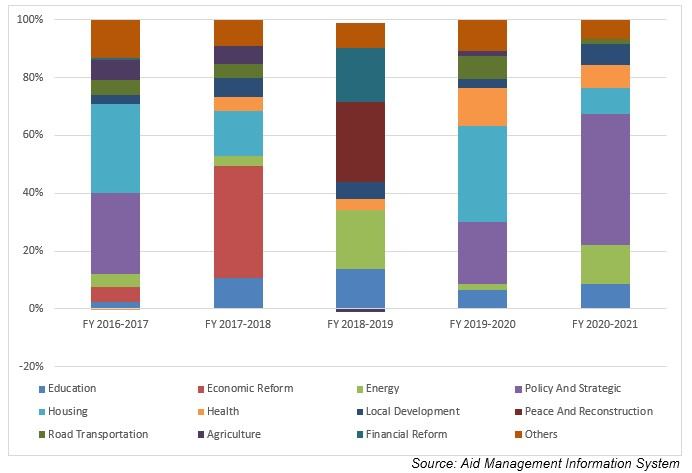 100%
80%
60%
40%
20%
0%
-20%
FY 2016-2017 FY 2017-2018 FY 2018-2019 FY 2019-2020 FY 2020-2021
Education Economic Reform Energy Policy And Strategic
Housing Health Local Development Peace And Reconstruction
Road Transportation Agriculture Financial Reform Others
Source: Aid Management Information System